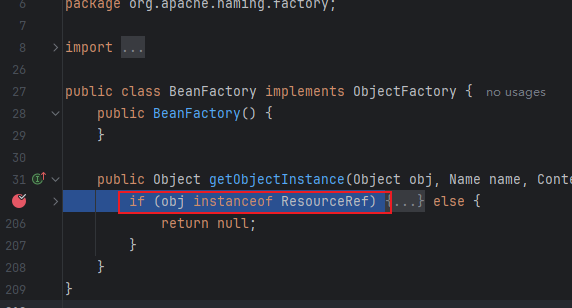 6 package org.apache.naming.factory;
7
8 import ...
26
27 public class BeanFactory implements ObjectFactory { no usages
28 public BeanFactory() {
29 }
30
31 public Object getObjectInstance(Object obj, Name name, Conte
if (obj instanceof ResourceRef) {...} else {
206 return null;
207 }
208 }
209 }